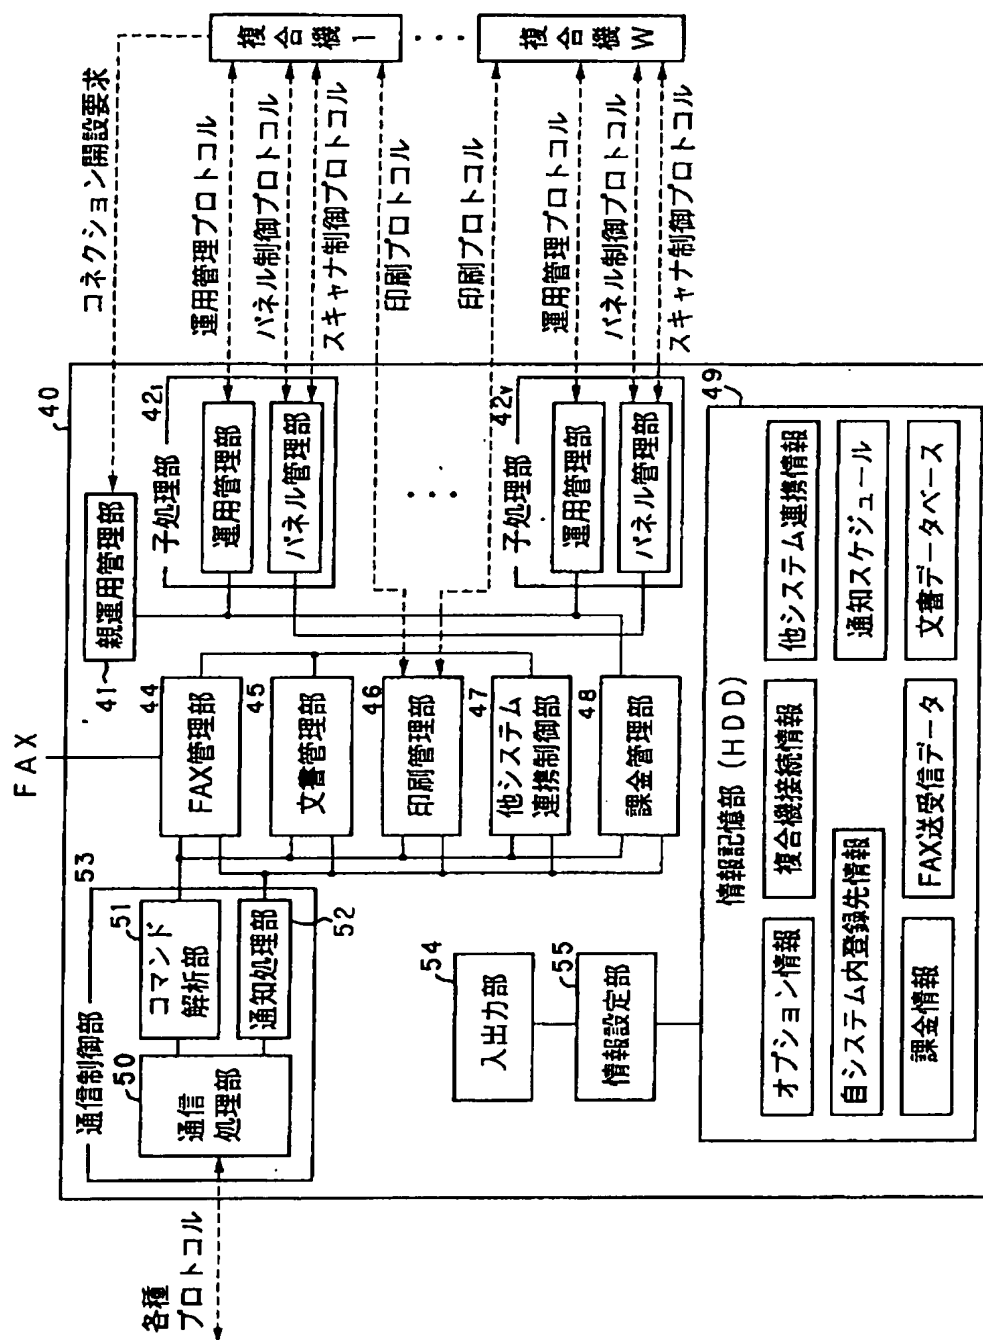 各種
プロトコル
FAX
コネクション開設要求
40
通信制御部
53
50
通信
処理部
51
コマンド
解析部
通知処理部
52
41
親運用管理部
44
FAX管理部
45
文書管理部
46
印刷管理部
47
他システム
連携制御部
48
課金管理部
子処理部
421
運用管理部
パネル管理部
子処理部
42V
運用管理部
パネル管理部
運用管理プロトコル
パネル制御プロトコル
スキャナ制御プロトコル
印刷プロトコル
印刷プロトコル
運用管理プロトコル
パネル制御プロトコル
スキャナ制御プロトコル
複合機1
複合機W
54
入出力部
55
情報設定部
49
情報記憶部(HDD)
オプション情報
複合機接続情報
他システム連携情報
自システム内登録先情報
通知スケジュール
課金情報
FAX送受信データ
文書データベース